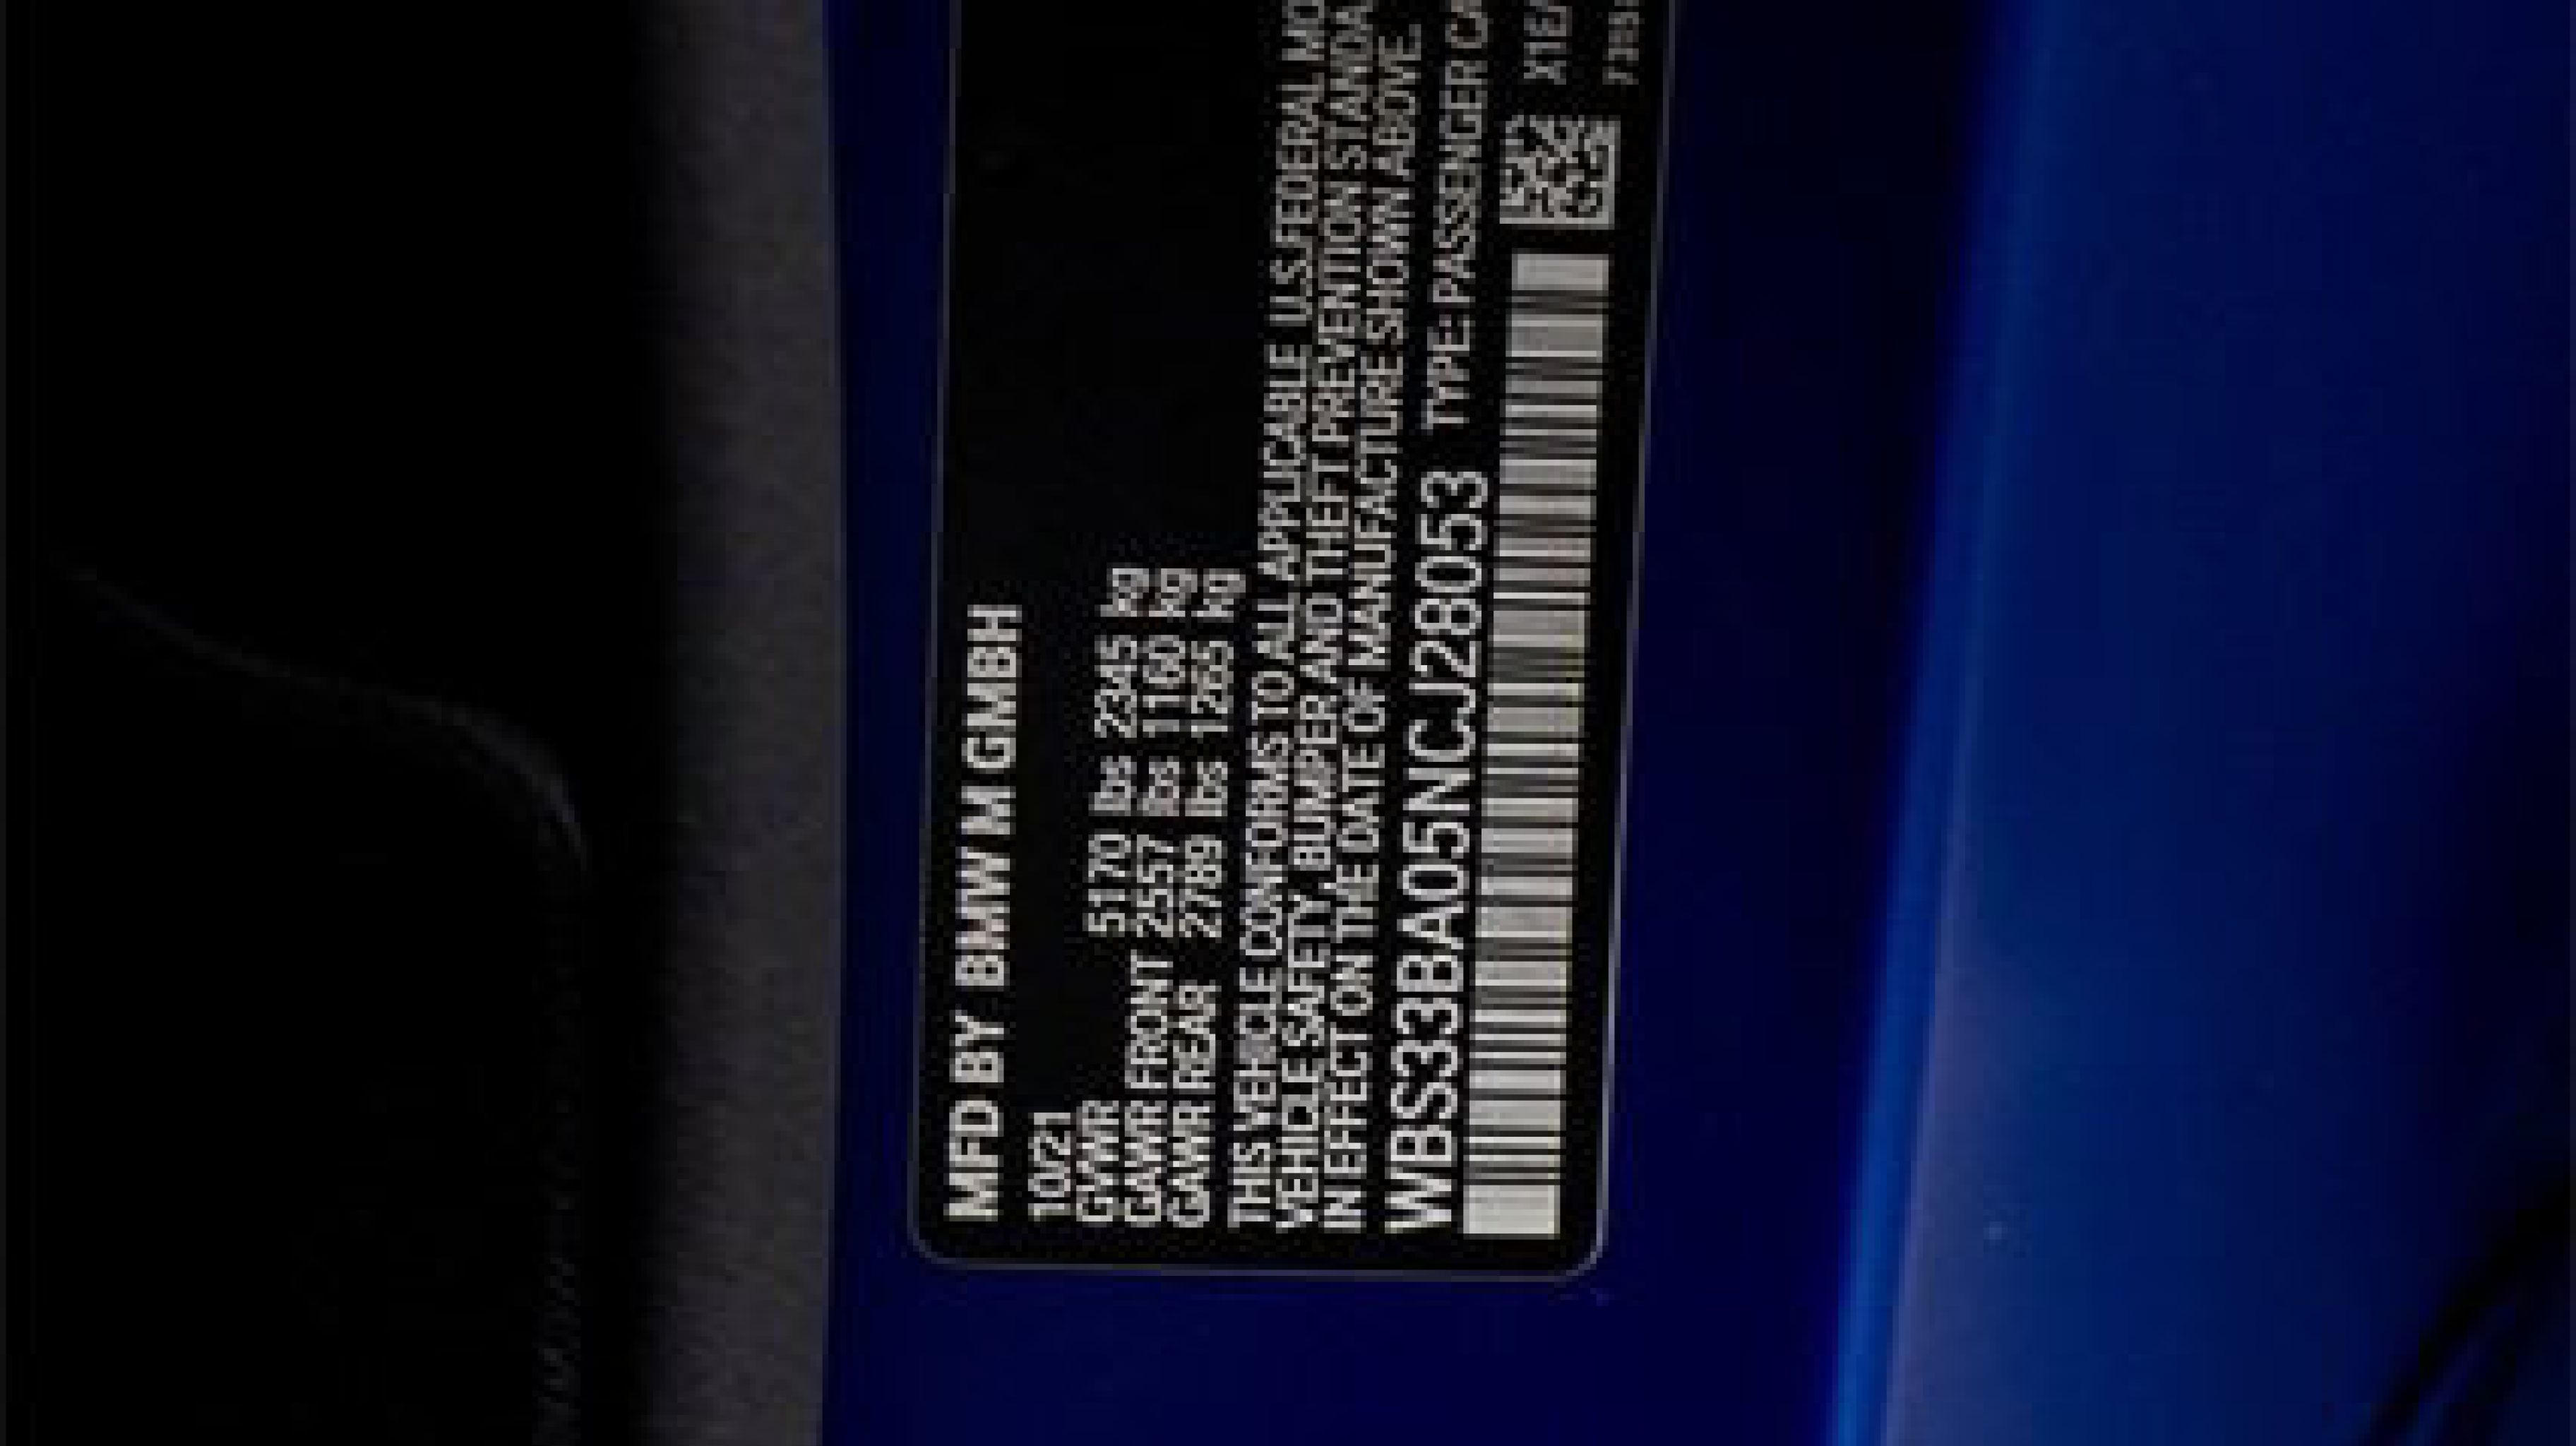 MFD BY BMW M GMBH
10/21
GVWR 5170 lbs 2345 kg
GAWR FRONT 2557 lbs 1160 kg
GAWR REAR 2789 lbs 1265 kg
THIS VEHICLE CONFORMS TO ALL APPLICABLE U.S. FEDERAL MO
VEHICLE SAFETY, BUMPER AND THEFT PREVENTION STANDA
IN EFFECT ON THE DATE OF MANUFACTURE SHOWN ABOVE.
WBS33BA05NCJ28053 TYPE: PASSENGER CA
X16/